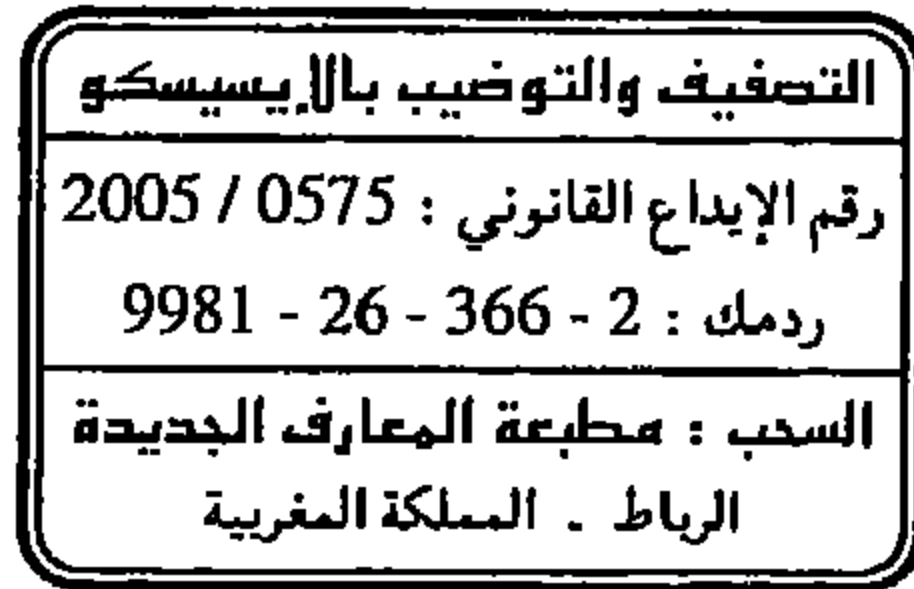 التصفيف والتوضيب بالإيسيسكو
رقم الإيداع القانوني : 0575 / 2005
ردمك : 2 - 366 - 26 - 9981
السحب : مطبعة المعارف الجديدة
الرباط . المملكة المغربية